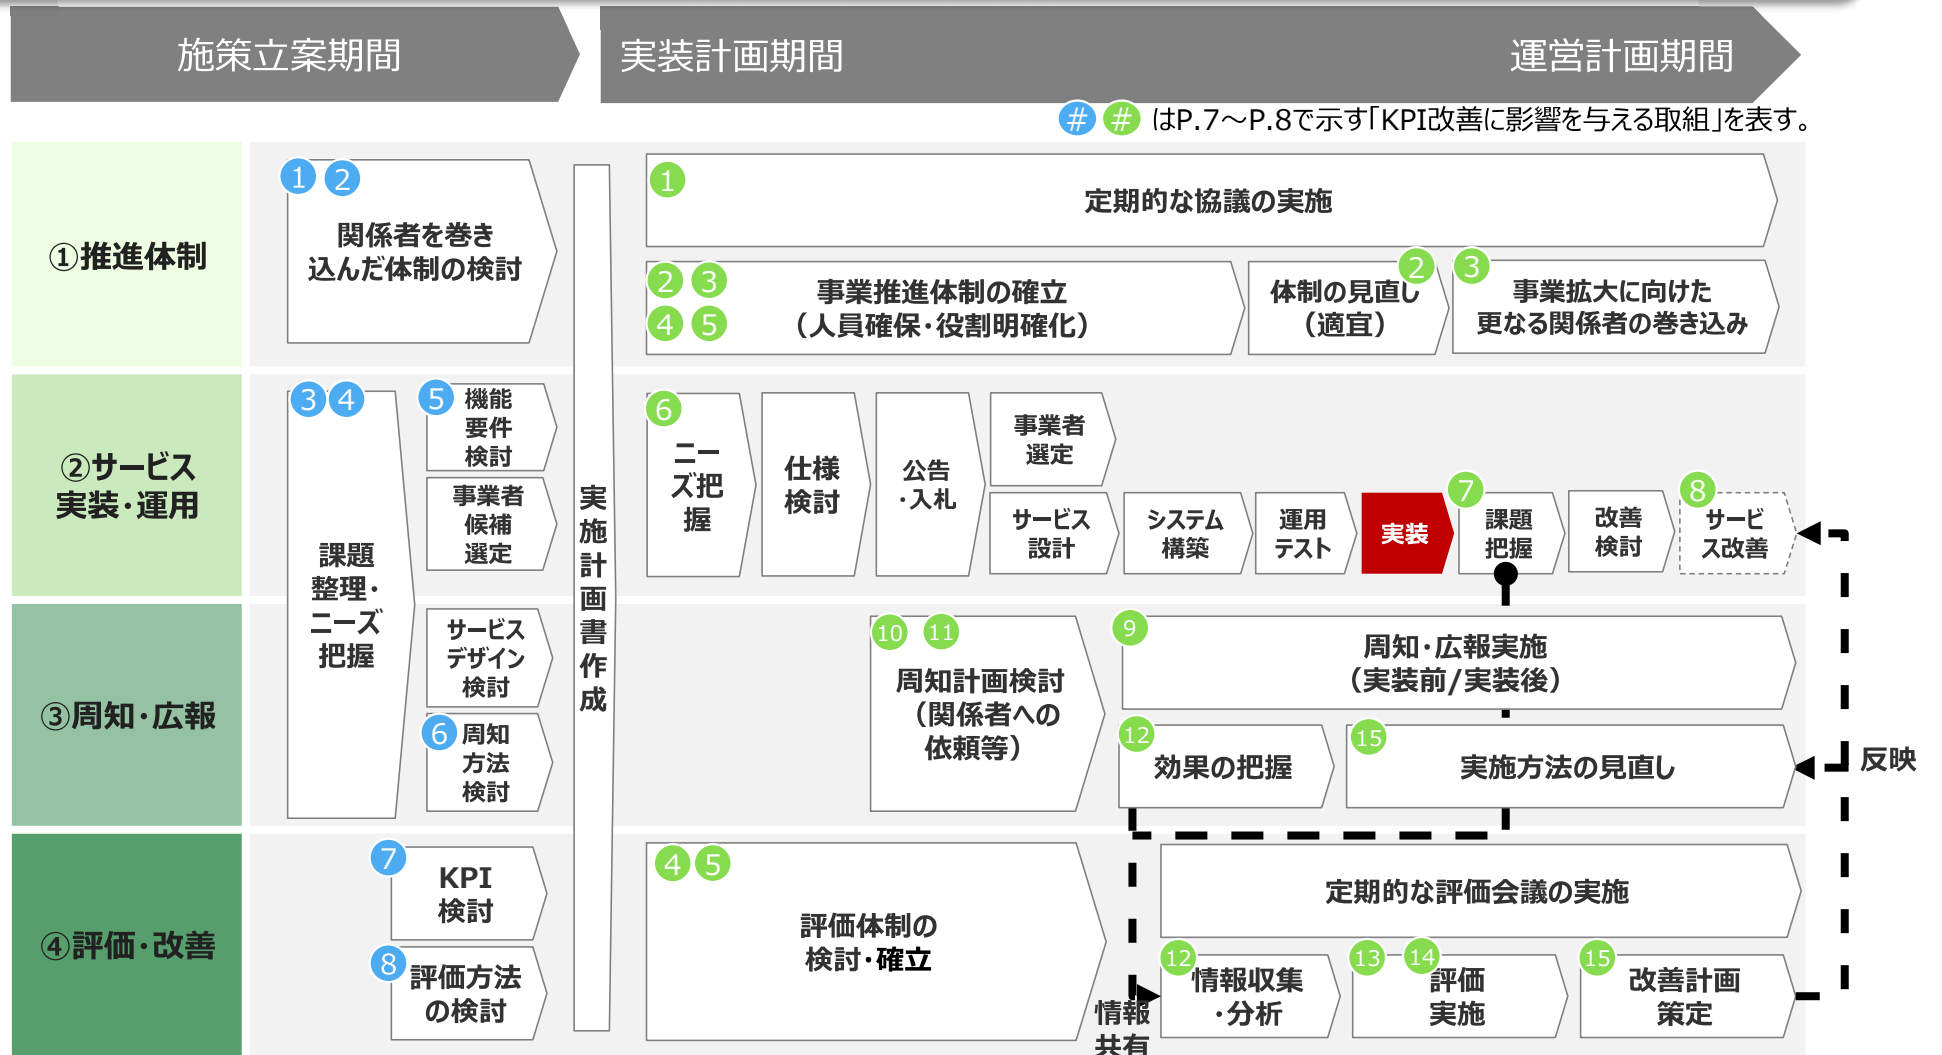 施策立案期間
実装計画期間
運営計画期間
# # はP.7～P.8で示す「KPI改善に影響を与える取組」を表す。
①推進体制
1 2
関係者を巻き
込んだ体制の検討
実施計画書作成
1
定期的な協議の実施
2 3
4 5
事業推進体制の確立
（人員確保・役割明確化）
2
体制の見直し
（適宜）
3
事業拡大に向けた
更なる関係者の巻き込み
②サービス
実装・運用
3 4
課題
整理・
ニーズ
把握
5
機能
要件
検討
事業者
候補
選定
6
ニー
ズ把
握
仕様
検討
公告
・入札
事業者
選定
サービス
設計
システム
構築
運用
テスト
実装
7
課題
把握
改善
検討
8
サービ
ス改善
③周知・広報
サービス
デザイン
検討
6
周知
方法
検討
10 11
周知計画検討
（関係者への
依頼等）
9
周知・広報実施
（実装前/実装後）
12
効果の把握
15
実施方法の見直し
反映
④評価・改善
7
KPI
検討
8
評価方法
の検討
4 5
評価体制の
検討・確立
定期的な評価会議の実施
情報
共有
12
情報収集
・分析
13 14
評価
実施
15
改善計画
策定